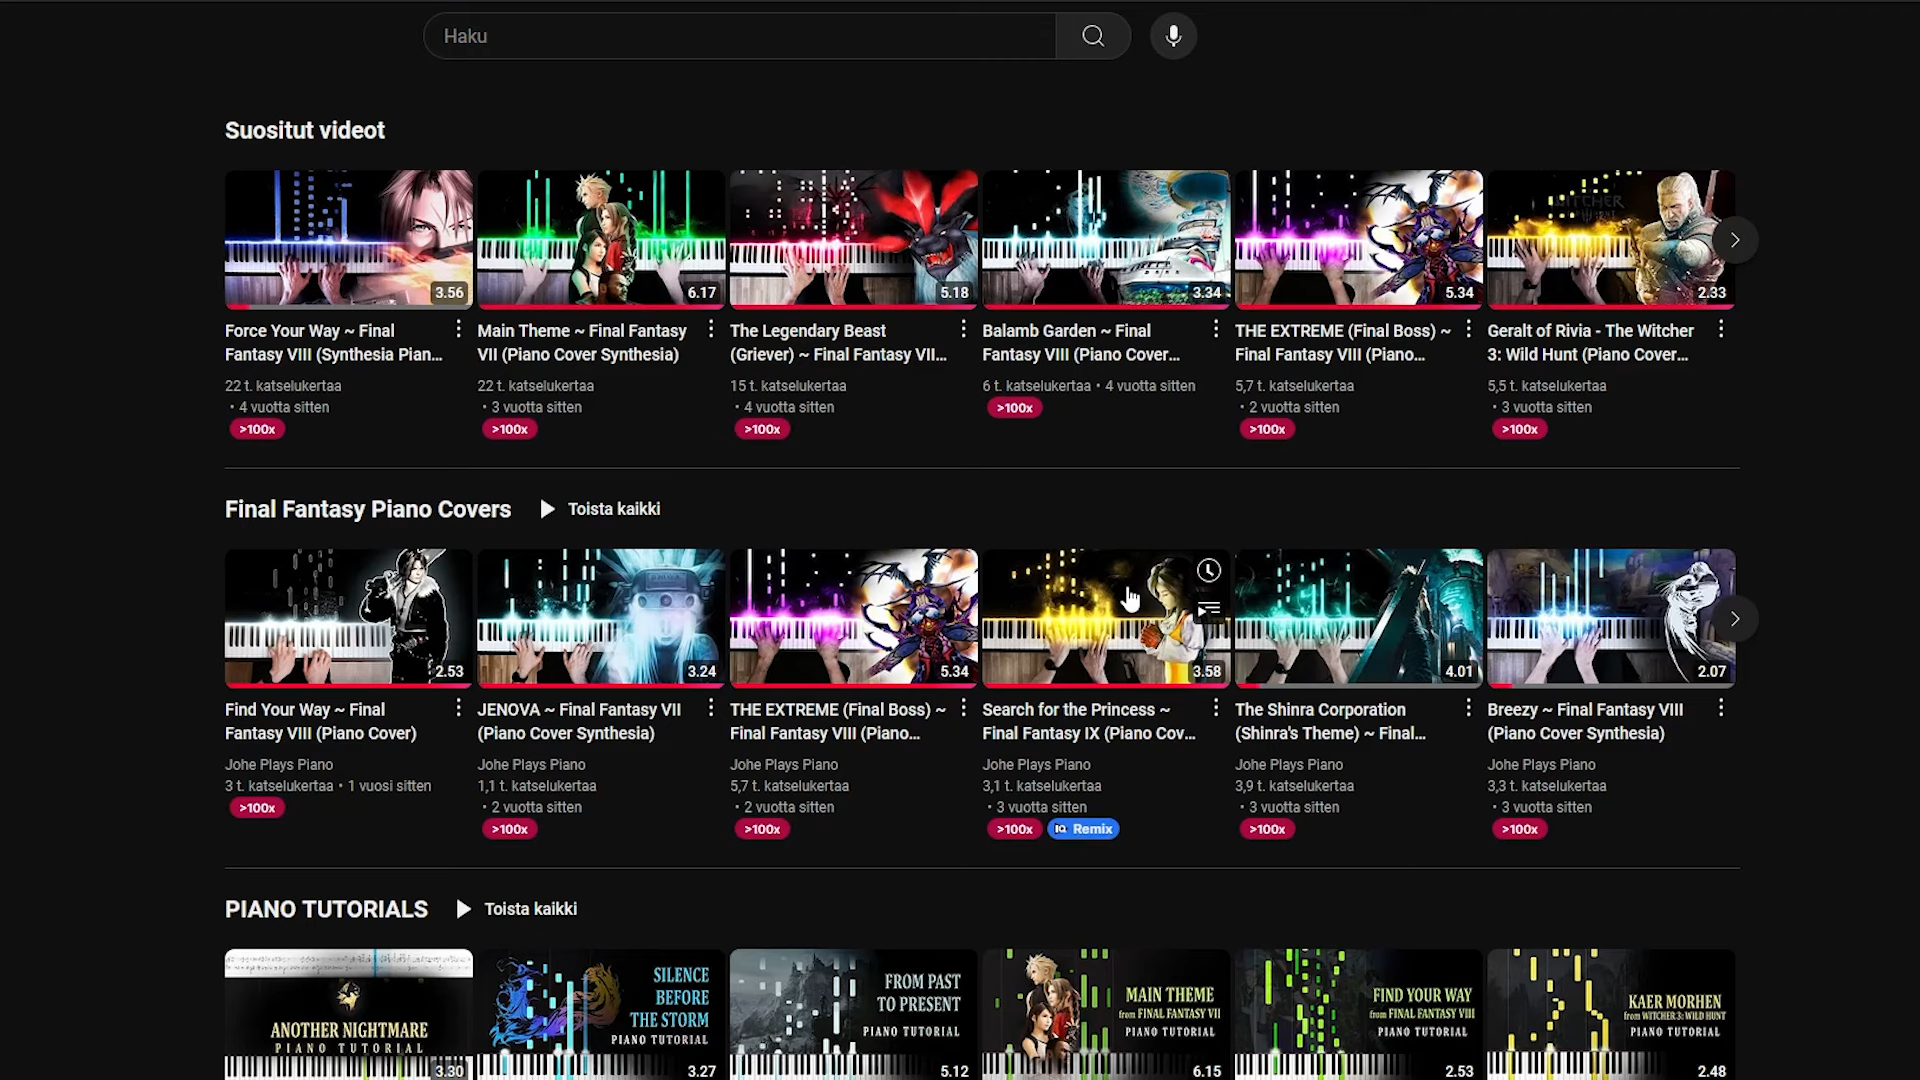 Haku
Suositut videot
3.56
6.17
5.18
3.34
5.34
2.33
Force Your Way ~ Final
Fantasy VIII (Synthesia Pian...
22 t. katselukertaa
• 4 vuotta sitten
>100x
Main Theme ~ Final Fantasy
VII (Piano Cover Synthesia)
22 t. katselukertaa
• 3 vuotta sitten
>100x
The Legendary Beast
(Griever) ~ Final Fantasy VII...
15 t. katselukertaa
• 4 vuotta sitten
>100x
Balamb Garden ~ Final
Fantasy VIII (Piano Cover...
6 t. katselukertaa • 4 vuotta sitten
>100x
THE EXTREME (Final Boss) ~
Final Fantasy VIII (Piano...
5,7 t. katselukertaa
• 2 vuotta sitten
>100x
Geralt of Rivia - The Witcher
3: Wild Hunt (Piano Cover...
5,5 t. katselukertaa
• 3 vuotta sitten
>100x
Final Fantasy Piano Covers
Toista kaikki
2.53
3.24
5.34
3.58
4.01
2.07
Find Your Way ~ Final
Fantasy VIII (Piano Cover)
Johe Plays Piano
3 t. katselukertaa • 1 vuosi sitten
>100x
JENOVA ~ Final Fantasy VII
(Piano Cover Synthesia)
Johe Plays Piano
1,1 t. katselukertaa
• 2 vuotta sitten
>100x
THE EXTREME (Final Boss) ~
Final Fantasy VIII (Piano...
Johe Plays Piano
5,7 t. katselukertaa
• 2 vuotta sitten
>100x
Search for the Princess ~
Final Fantasy IX (Piano Cov...
Johe Plays Piano
3,1 t. katselukertaa
• 3 vuotta sitten
>100x IQ Remix
The Shinra Corporation
(Shinra's Theme) ~ Final...
Johe Plays Piano
3,9 t. katselukertaa
• 3 vuotta sitten
>100x
Breezy ~ Final Fantasy VIII
(Piano Cover Synthesia)
Johe Plays Piano
3,3 t. katselukertaa
• 3 vuotta sitten
>100x
PIANO TUTORIALS
Toista kaikki
ANOTHER NIGHTMARE
PIANO TUTORIAL
3.30
SILENCE
BEFORE
THE STORM
PIANO TUTORIAL
3.27
FROM PAST
TO PRESENT
PIANO TUTORIAL
5.12
MAIN THEME
from FINAL FANTASY VII
PIANO TUTORIAL
6.15
FIND YOUR WAY
from FINAL FANTASY VIII
PIANO TUTORIAL
2.53
KAER MORHEN
from WITCHER 3: WILD HUNT
PIANO TUTORIAL
2.48